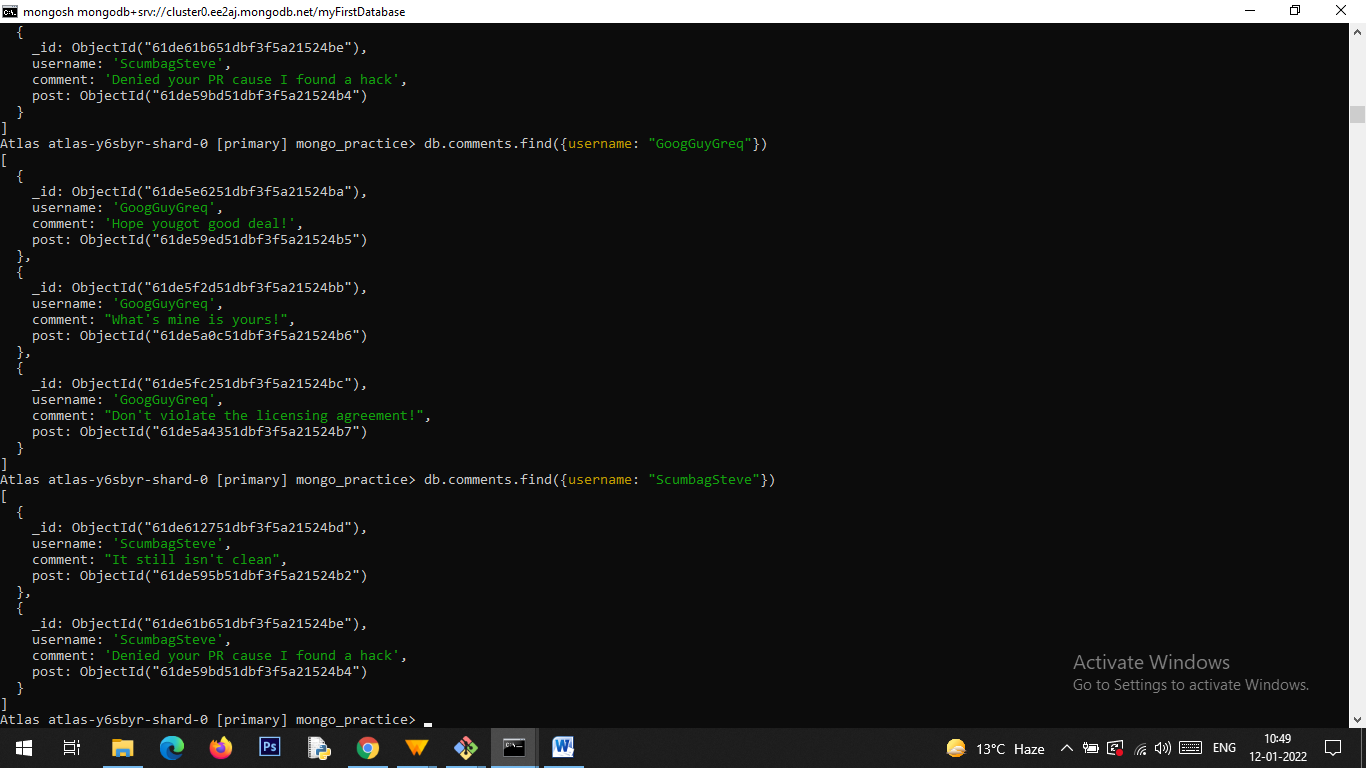 mongosh mongodb+srv://cluster0.ee2aj.mongodb.net/myFirstDatabase
{
_id: ObjectId("61de61b651dbf3f5a21524be"),
username: 'ScumbagSteve',
comment: 'Denied your PR cause I found a hack',
post: ObjectId("61de59bd51dbf3f5a21524b4")
}
]
Atlas atlas-y6sbyr-shard-0 [primary] mongo_practice> db.comments.find({username: "GoogGuyGreq"})
[
{
_id: ObjectId("61de5e6251dbf3f5a21524ba"),
username: 'GoogGuyGreq',
comment: 'Hope yougot good deal!',
post: ObjectId("61de59ed51dbf3f5a21524b5")
},
{
_id: ObjectId("61de5f2d51dbf3f5a21524bb"),
username: 'GoogGuyGreq',
comment: "What's mine is yours!",
post: ObjectId("61de5a0c51dbf3f5a21524b6")
},
{
_id: ObjectId("61de5fc251dbf3f5a21524bc"),
username: 'GoogGuyGreq',
comment: "Don't violate the licensing agreement!",
post: ObjectId("61de5a4351dbf3f5a21524b7")
}
]
Atlas atlas-y6sbyr-shard-0 [primary] mongo_practice> db.comments.find({username: "ScumbagSteve"})
[
{
_id: ObjectId("61de612751dbf3f5a21524bd"),
username: 'ScumbagSteve',
comment: "It still isn't clean",
post: ObjectId("61de595b51dbf3f5a21524b2")
},
{
_id: ObjectId("61de61b651dbf3f5a21524be"),
username: 'ScumbagSteve',
comment: 'Denied your PR cause I found a hack',
post: ObjectId("61de59bd51dbf3f5a21524b4")
}
]
Atlas atlas-y6sbyr-shard-0 [primary] mongo_practice>
Activate Windows
Go to Settings to activate Windows.
Ps
W
13°C Haze
ENG
10:49
12-01-2022